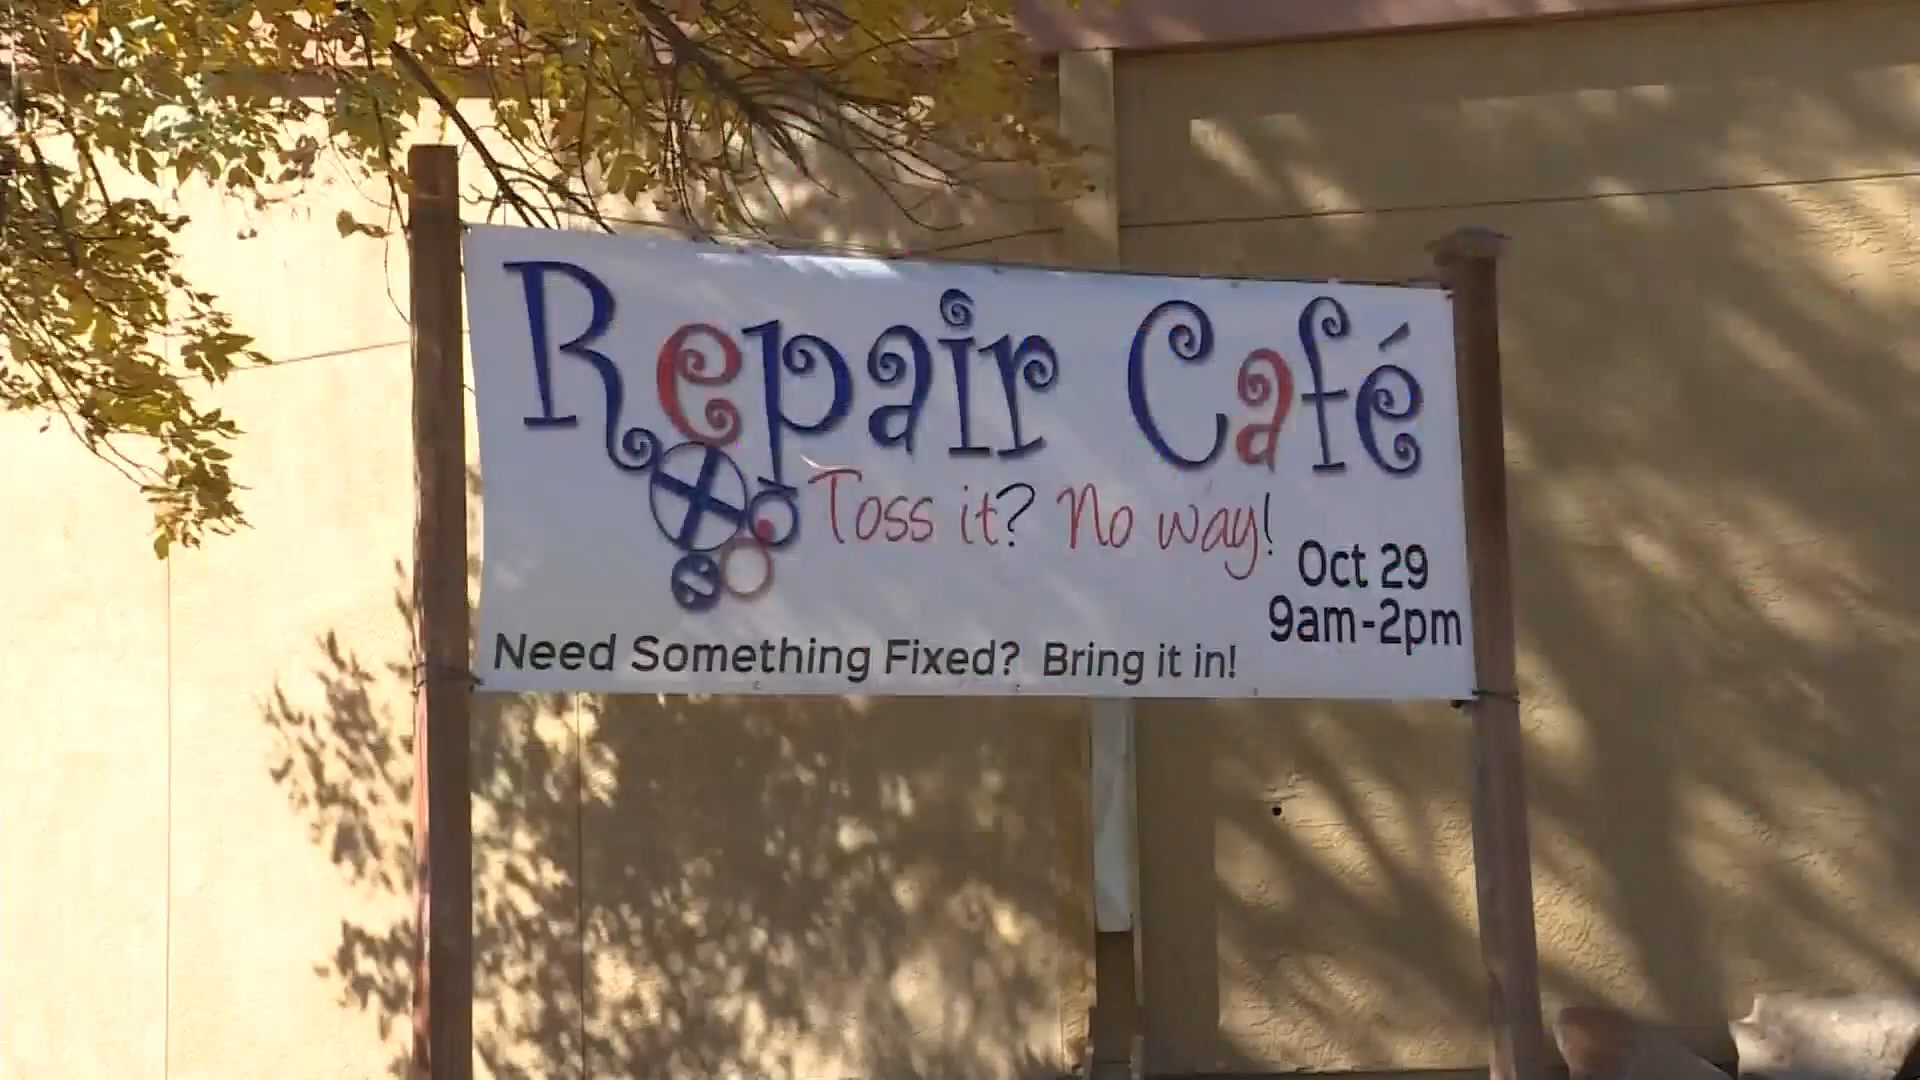 Repair Café
Toss it? No way!
Oct 29
9am-2pm
Need Something Fixed? Bring it in!